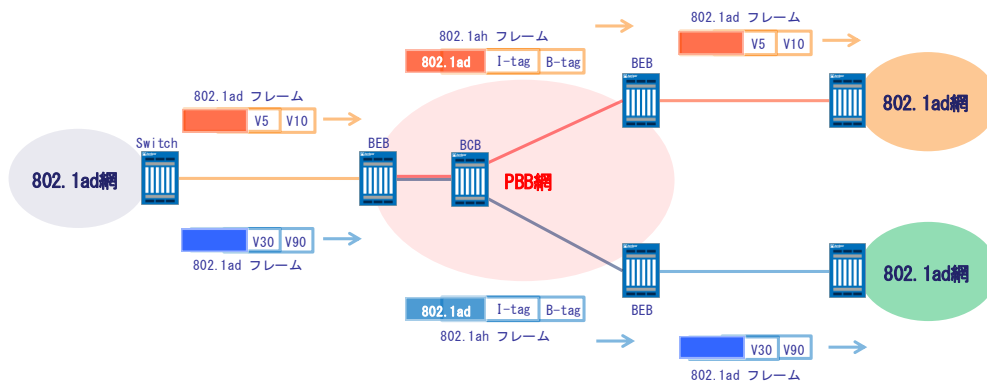 802.1ad フレーム
802.1ah フレーム
V5 V10
802.1ad I-tag B-tag
BEB
802.1ad フレーム
802.1ad網
V5 V10
Switch
BEB
BCB
802.1ad網
PBB網
V30 V90
802.1ad フレーム
802.1ad網
802.1ad I-tag B-tag
BEB
802.1ah フレーム
V30 V90
802.1ad フレーム